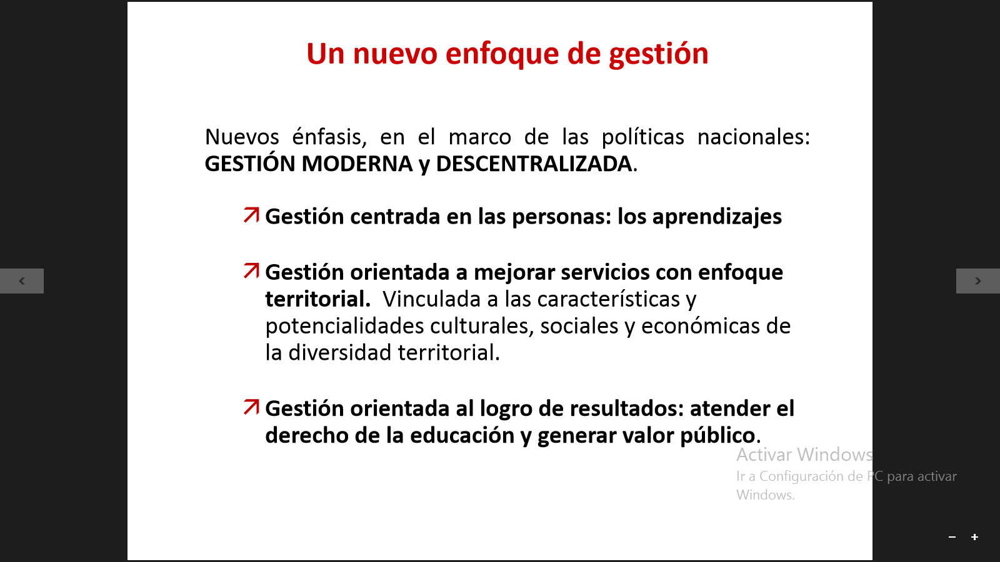 Un nuevo enfoque de gestión
Nuevos énfasis, en el marco de las políticas nacionales:
GESTIÓN MODERNA y DESCENTRALIZADA.
Gestión centrada en las personas: los aprendizajes
Gestión orientada a mejorar servicios con enfoque
territorial. Vinculada a las características y
potencialidades culturales, sociales y económicas de
la diversidad territorial.
Gestión orientada al logro de resultados: atender el
derecho de la educación y generar valor público.
Activar Windows
Ir a Configuración de PC para activar
Windows.